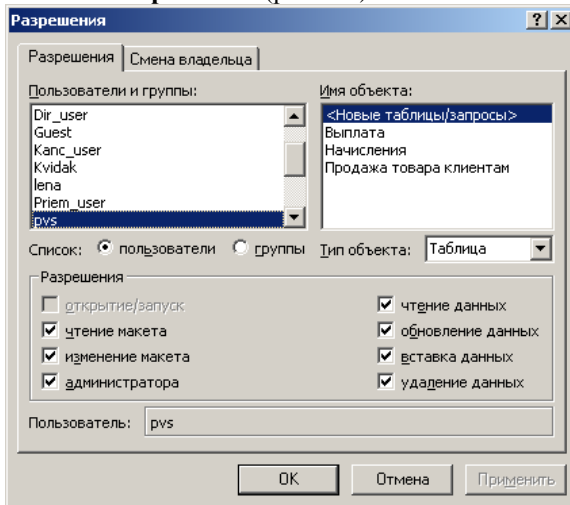 Разрешения
Разрешения Смена владельца
Пользователи и группы: Имя объекта:
Dir_user
Guest
Kanc_user
Kvidak
lena
Priem_user
pvs
<Новые таблицы/запросы>
Выплата
Начисления
Продажа товара клиентам
Список: пользователи группы Тип объекта: Таблица
Разрешения
открытие/запуск чтение данных
чтение макета обновление данных
изменение макета вставка данных
администратора удаление данных
Пользователь: pvs
OK Отмена Применить